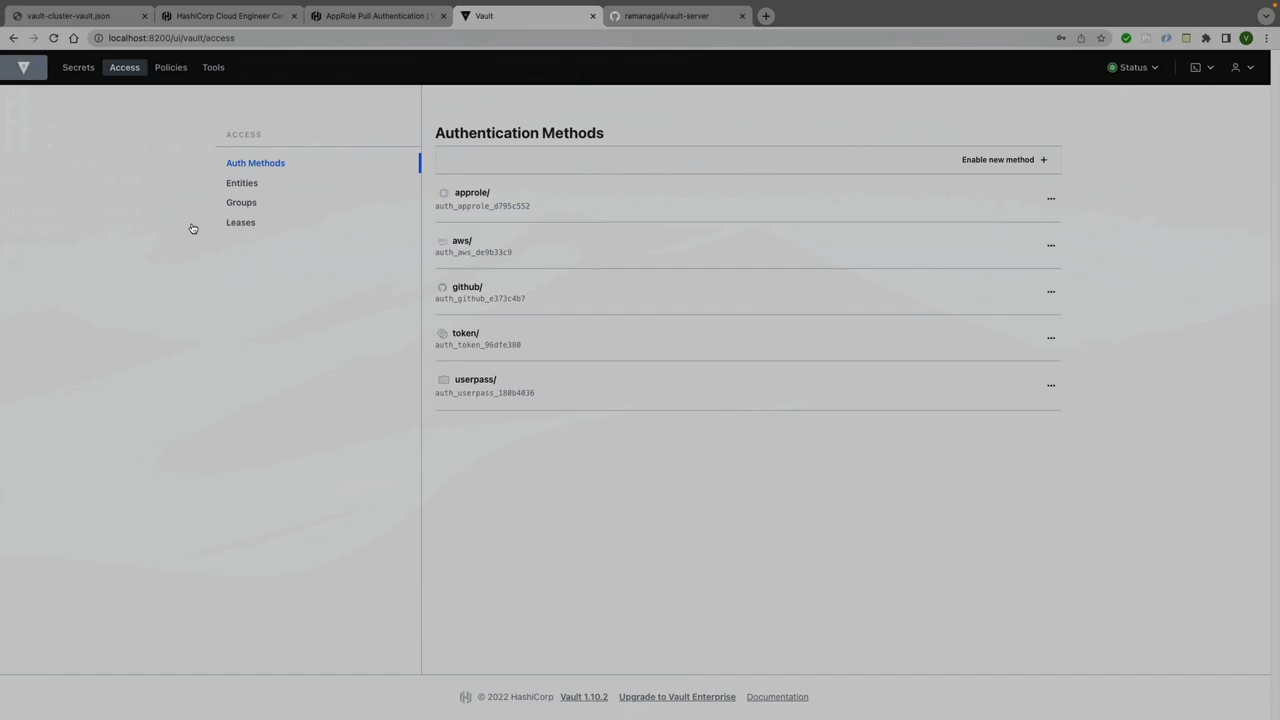 vault-cluster-vault.json
HashiCorp Cloud Engineer Ce
AppRole Pull Authentication | V
Vault
ramanagali/vault-server
localhost:8200/ui/vault/access
V
Secrets
Access
Policies
Tools
Status
ACCESS
Auth Methods
Entities
Groups
Leases
Authentication Methods
Enable new method +
approle/
auth_approle_d795c552
aws/
auth_aws_de9b33c9
github/
auth_github_e373c4b7
token/
auth_token_96dfe380
userpass/
auth_userpass_180b4036
© 2022 HashiCorp Vault 1.10.2 Upgrade to Vault Enterprise Documentation